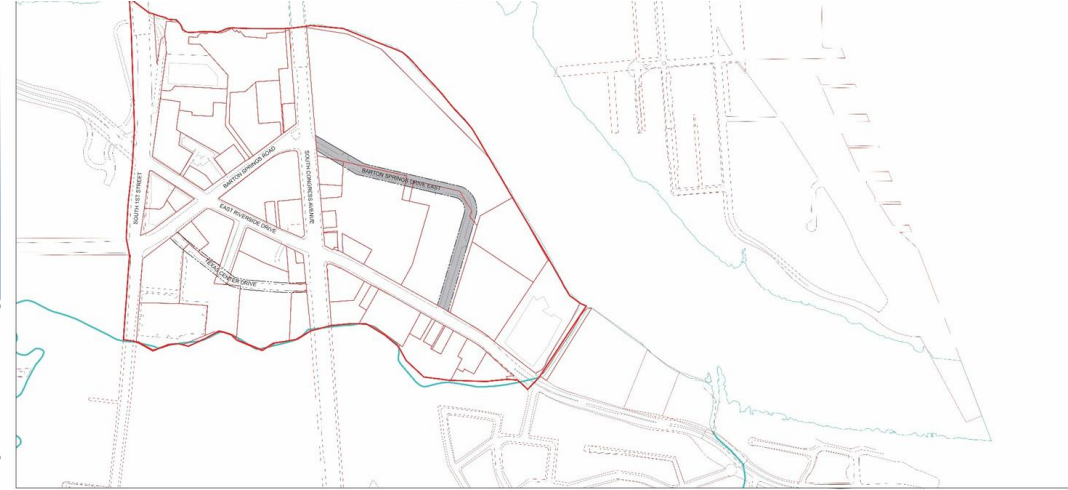 BARTON SPRINGS ROAD
SOUTH CONGRESS AVENUE
BARTON SPRINGS DRIVE EAST
SOUTH 1ST STREET
EAST RIVERSIDE DRIVE
TEXAS CENTER DRIVE